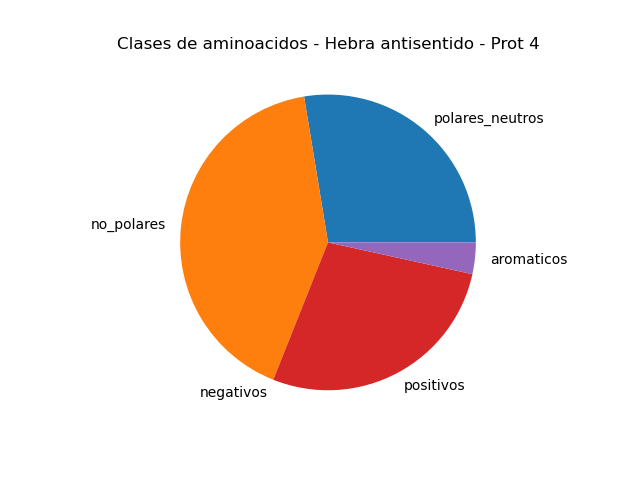 Clases de aminoacidos - Hebra antisentido - Prot 4
polares_neutros
no_polares
aromaticos
positivos
negativos